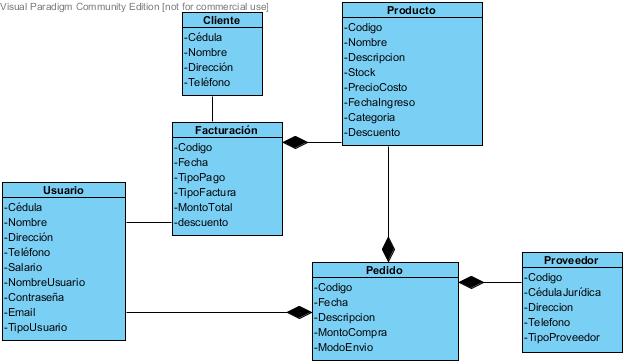 Visual Paradigm Community Edition [not for commercial use]
Cliente
-Cédula
-Nombre
-Dirección
-Teléfono
Producto
-Codigo
-Nombre
-Descripcion
-Stock
-PrecioCosto
-FechaIngreso
-Categoria
-Descuento
Facturación
-Codigo
-Fecha
-TipoPago
-TipoFactura
-MontoTotal
-descuento
Usuario
-Cédula
-Nombre
-Dirección
-Teléfono
-Salario
-NombreUsuario
-Contraseña
-Email
-TipoUsuario
Pedido
-Codigo
-Fecha
-Descripcion
-MontoCompra
-ModoEnvio
Proveedor
-Codigo
-CédulaJurídica
-Direccion
-Telefono
-TipoProveedor